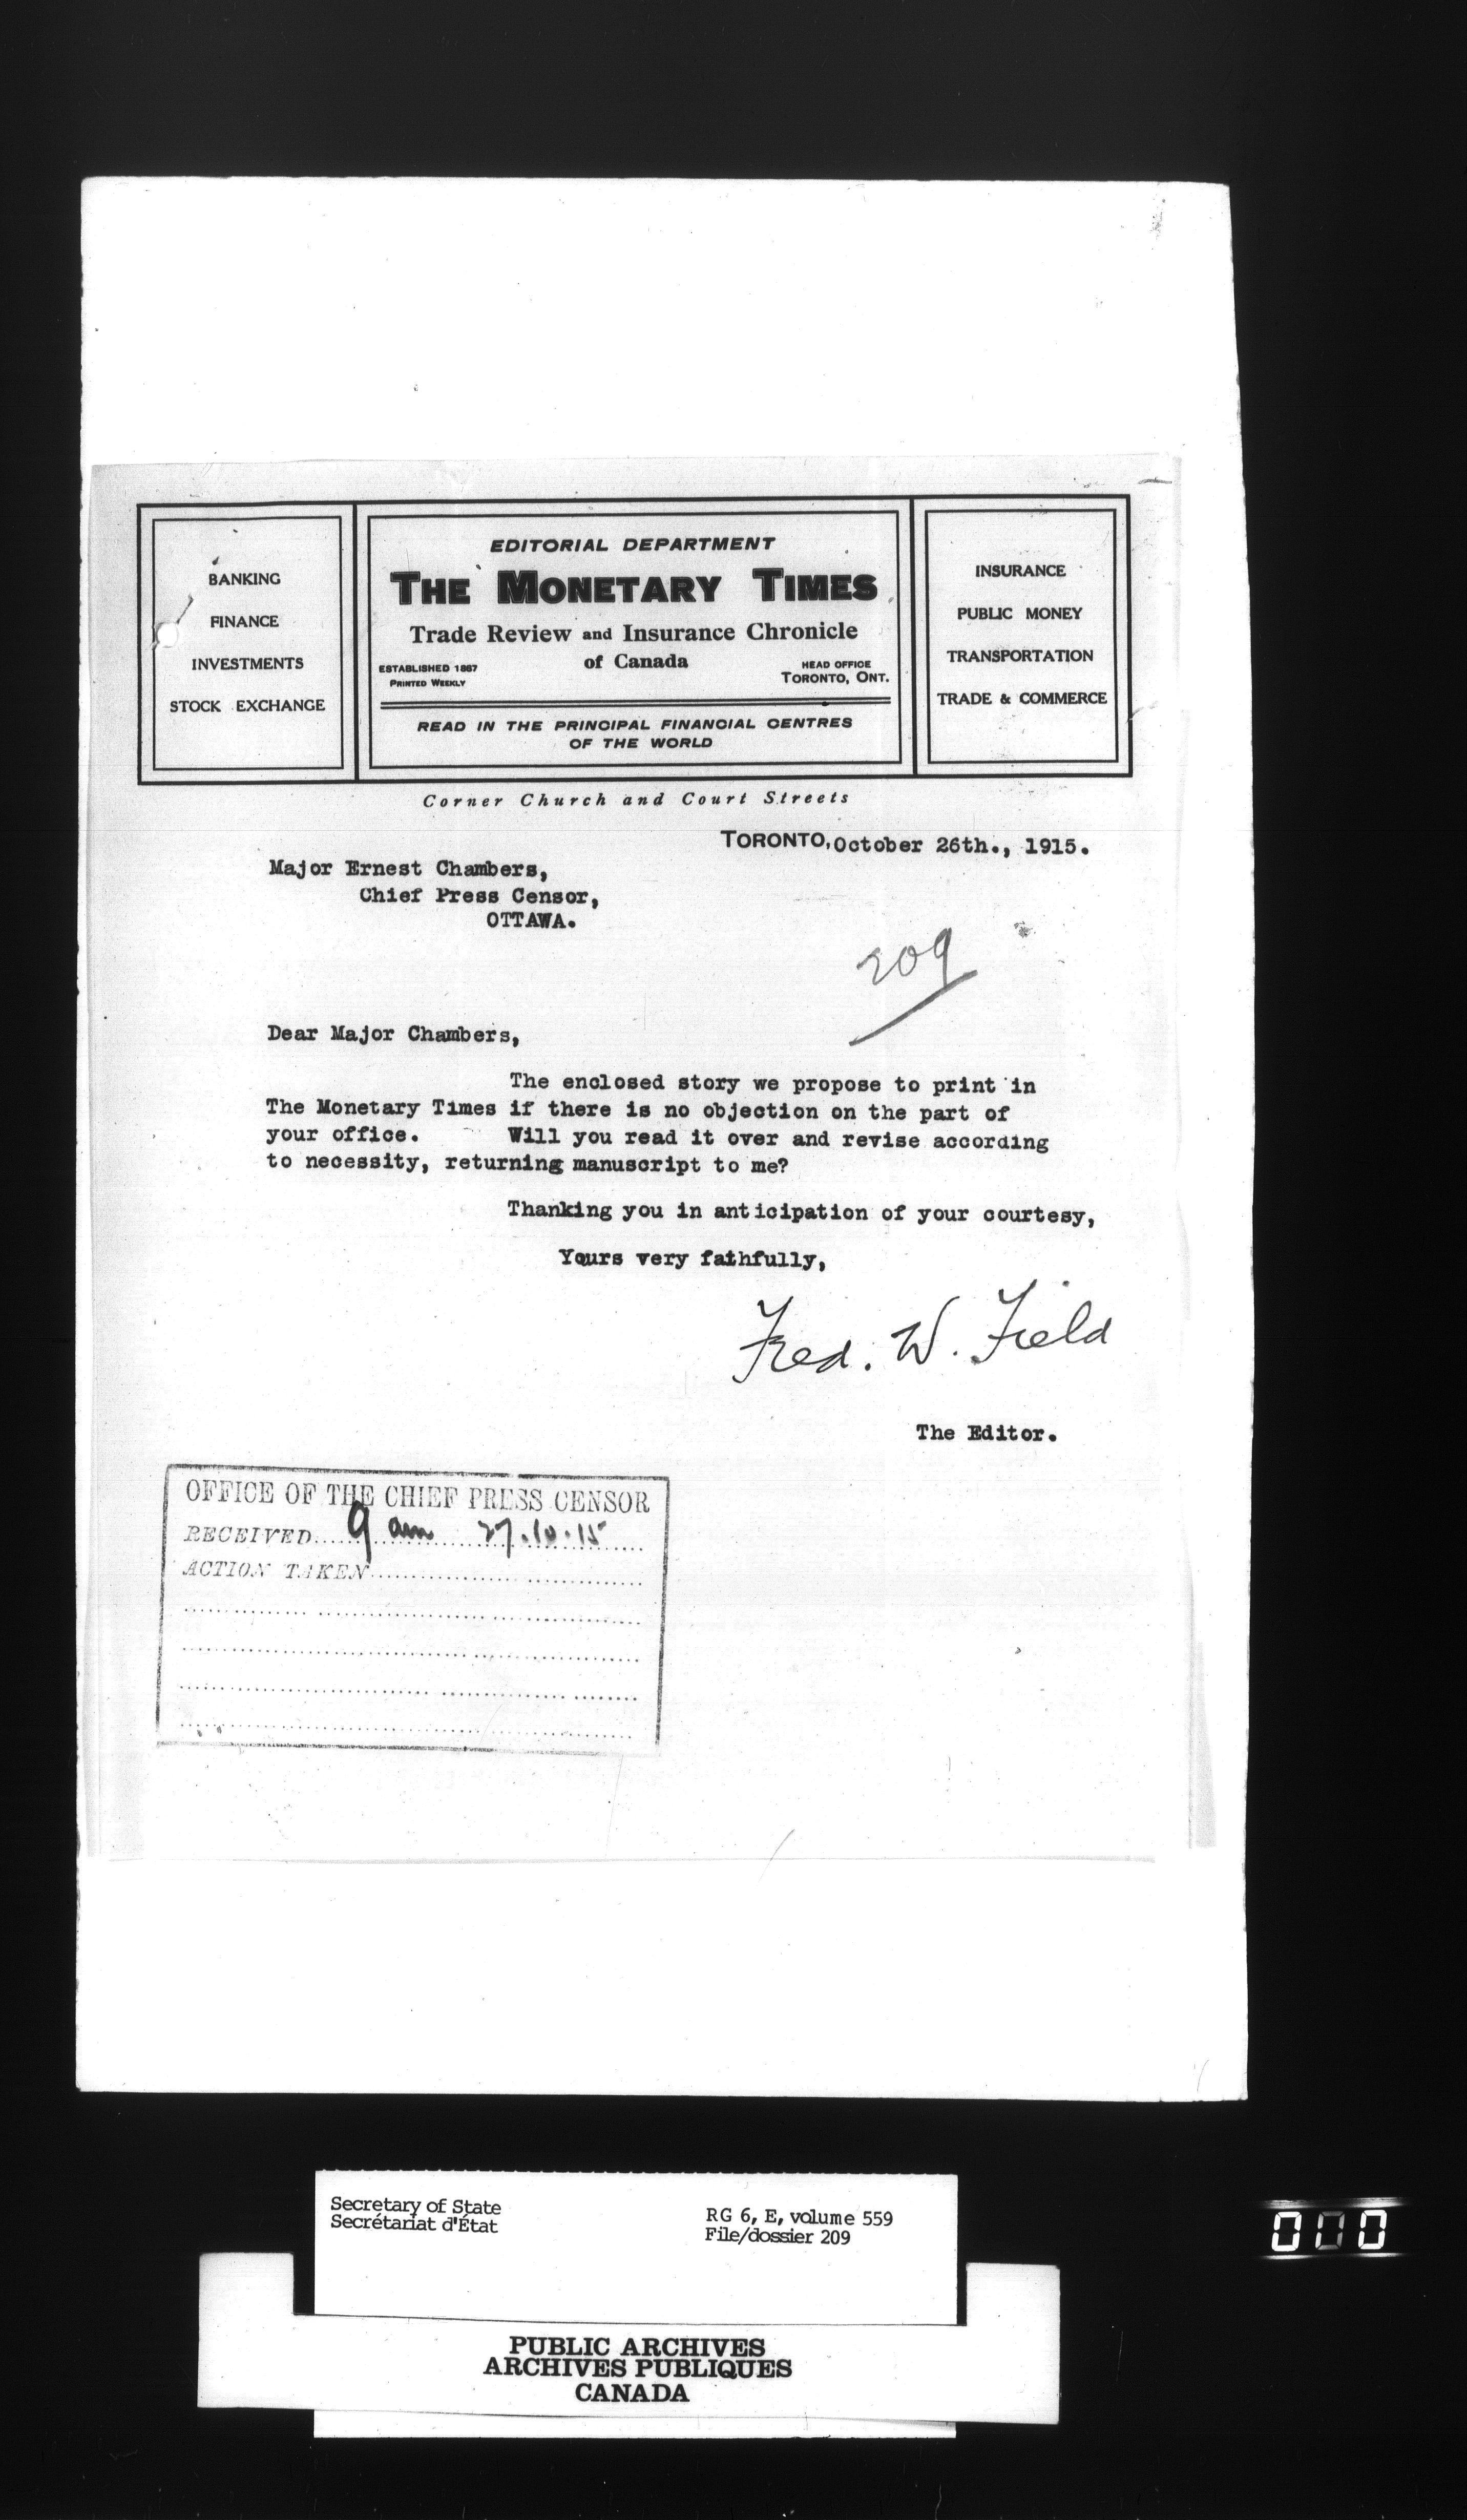 BANKING
FINANCE
INVESTMENTS
STOCK EXCHANGE
EDITORIAL DEPARTMENT
THE MONETARY TIMES
Trade Review and Insurance Chronicle
of Canada
ESTABLISHED 1867
PRINTED WEEKLY
HEAD OFFICE
TORONTO, ONT.
READ IN THE PRINCIPAL FINANCIAL CENTRES
OF THE WORLD
INSURANCE
PUBLIC MONEY
TRANSPORTATION
TRADE & COMMERCE
Corner Church and Court Streets
TORONTO, October 26th., 1915.
Major Ernest Chambers,
Chief Press Censor,
OTTAWA.
209
Dear Major Chambers,
The enclosed story we propose to print in
The Monetary Times if there is no objection on the part of
your office. Will you read it over and revise according
to necessity, returning manuscript to me?
Thanking you in anticipation of your courtesy,
Yours very faithfully,
Fred. W. Field
The Editor.
OFFICE OF THE CHIEF PRESS CENSOR
RECEIVED 9 am 27.10.15
ACTION TAKEN
Secretary of State
Secrétariat d'État
RG 6, E, volume 559
File/dossier 209
PUBLIC ARCHIVES
ARCHIVES PUBLIQUES
CANADA
000